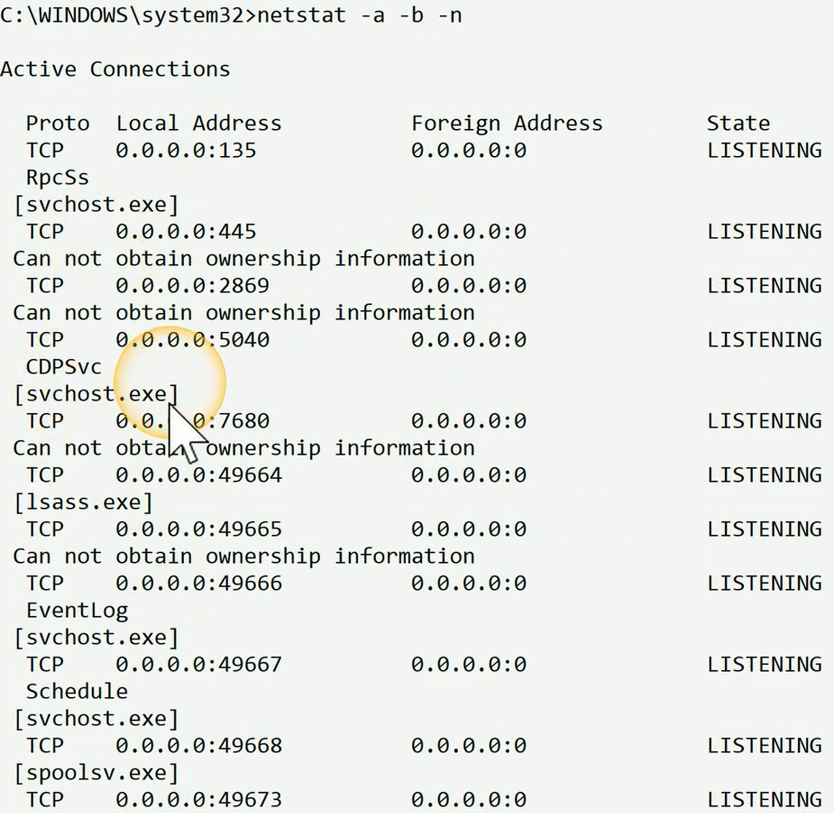 C:\WINDOWS\system32>netstat -a -b -n
Active Connections
Proto Local Address Foreign Address State
TCP 0.0.0.0:135 0.0.0.0:0 LISTENING
RpcSs
[svchost.exe]
TCP 0.0.0.0:445 0.0.0.0:0 LISTENING
Can not obtain ownership information
TCP 0.0.0.0:2869 0.0.0.0:0 LISTENING
Can not obtain ownership information
TCP 0.0.0.0:5040 0.0.0.0:0 LISTENING
CDPSvc
[svchost.exe]
TCP 0.0.0.0:7680 0.0.0.0:0 LISTENING
Can not obtain ownership information
TCP 0.0.0.0:49664 0.0.0.0:0 LISTENING
[lsass.exe]
TCP 0.0.0.0:49665 0.0.0.0:0 LISTENING
Can not obtain ownership information
TCP 0.0.0.0:49666 0.0.0.0:0 LISTENING
EventLog
[svchost.exe]
TCP 0.0.0.0:49667 0.0.0.0:0 LISTENING
Schedule
[svchost.exe]
TCP 0.0.0.0:49668 0.0.0.0:0 LISTENING
[spoolsv.exe]
TCP 0.0.0.0:49673 0.0.0.0:0 LISTENING